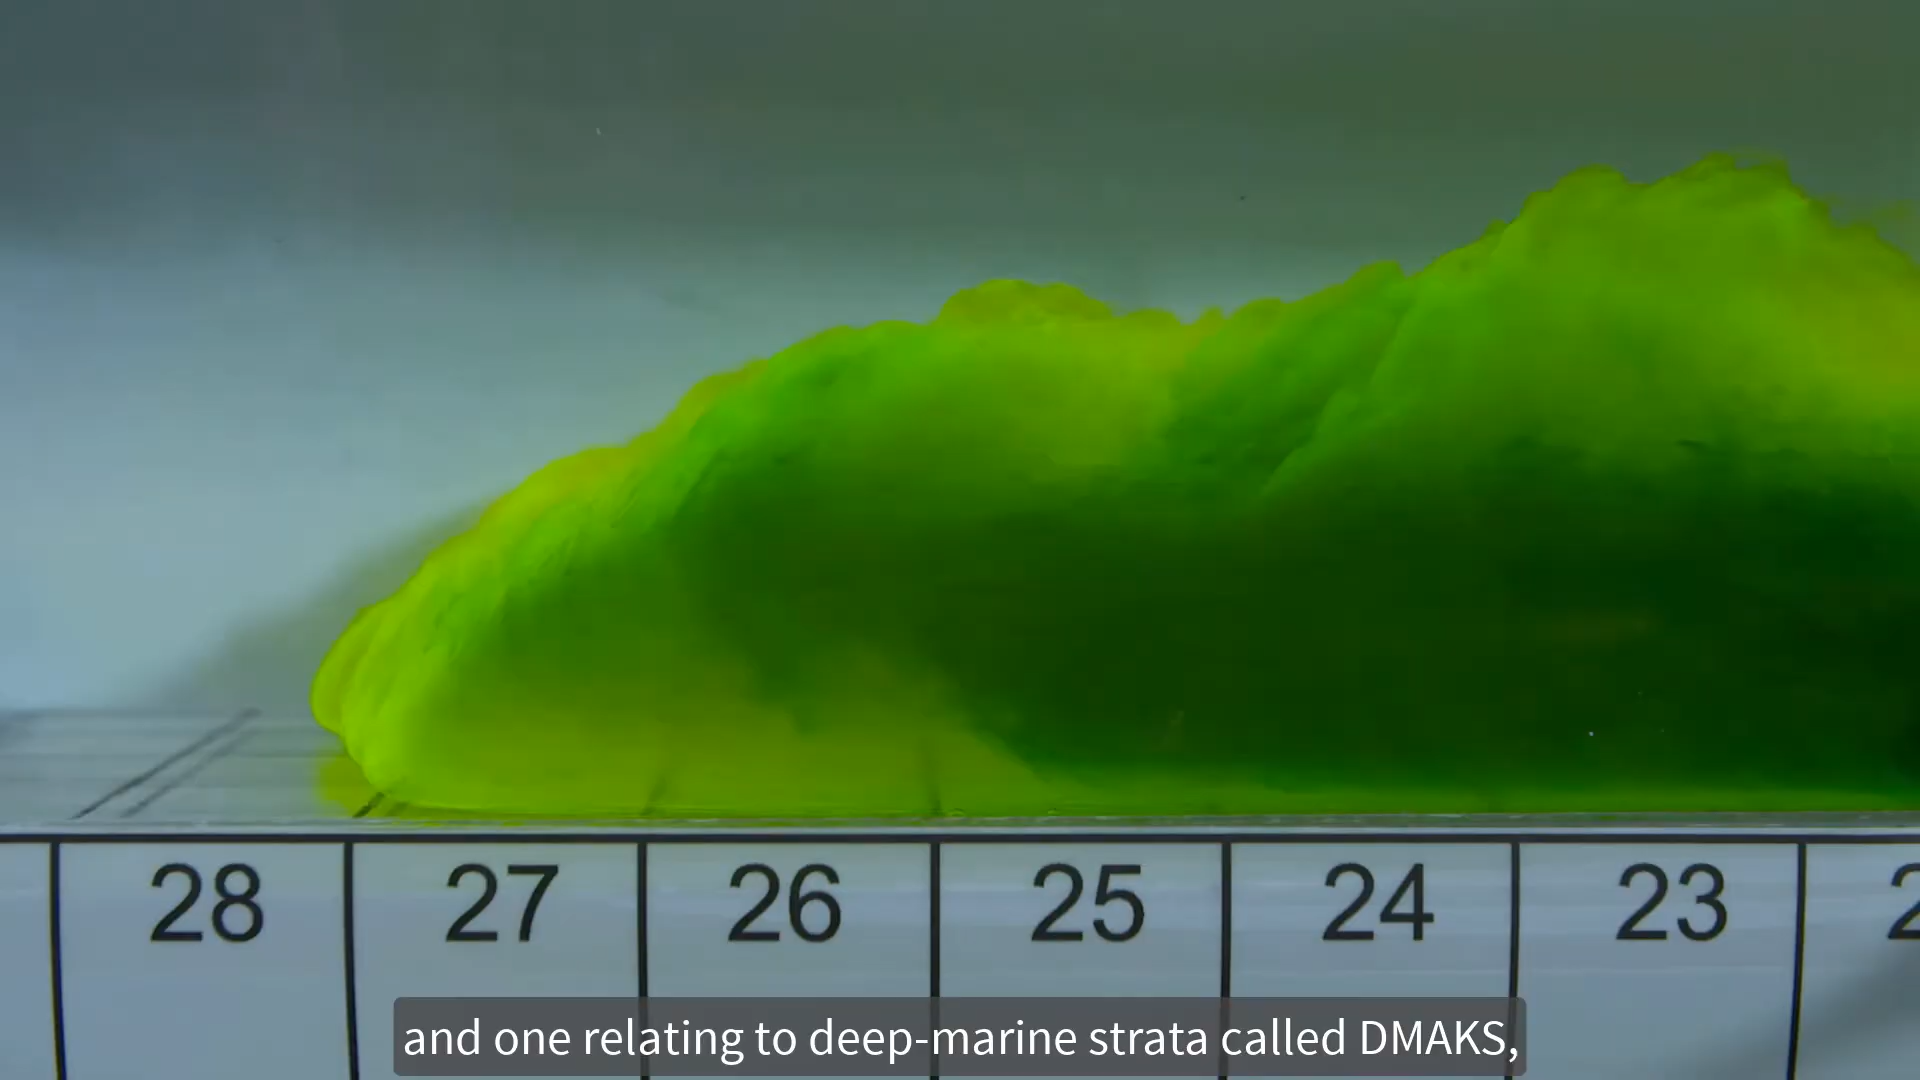 28 27 26 25 24 23
and one relating to deep-marine strata called DMAKS,